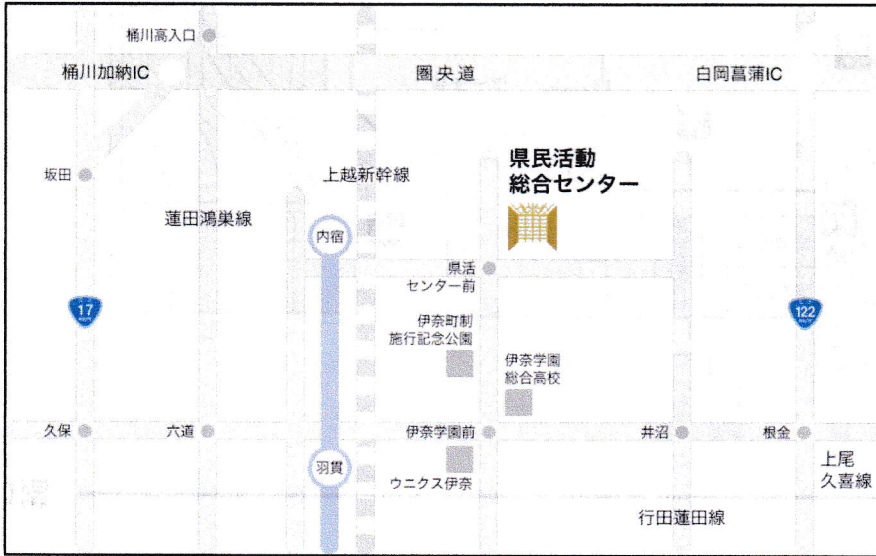 桶川高入口
桶川加納IC
圏央道
白岡菖蒲IC
県民活動
総合センター
坂田
上越新幹線
蓮田鴻巣線
内宿
県活
センター前
17
122
伊奈町制
施行記念公園
伊奈学園
総合高校
久保
六道
伊奈学園前
井沼
根金
羽貫
ウニクス伊奈
上尾
久喜線
行田蓮田線